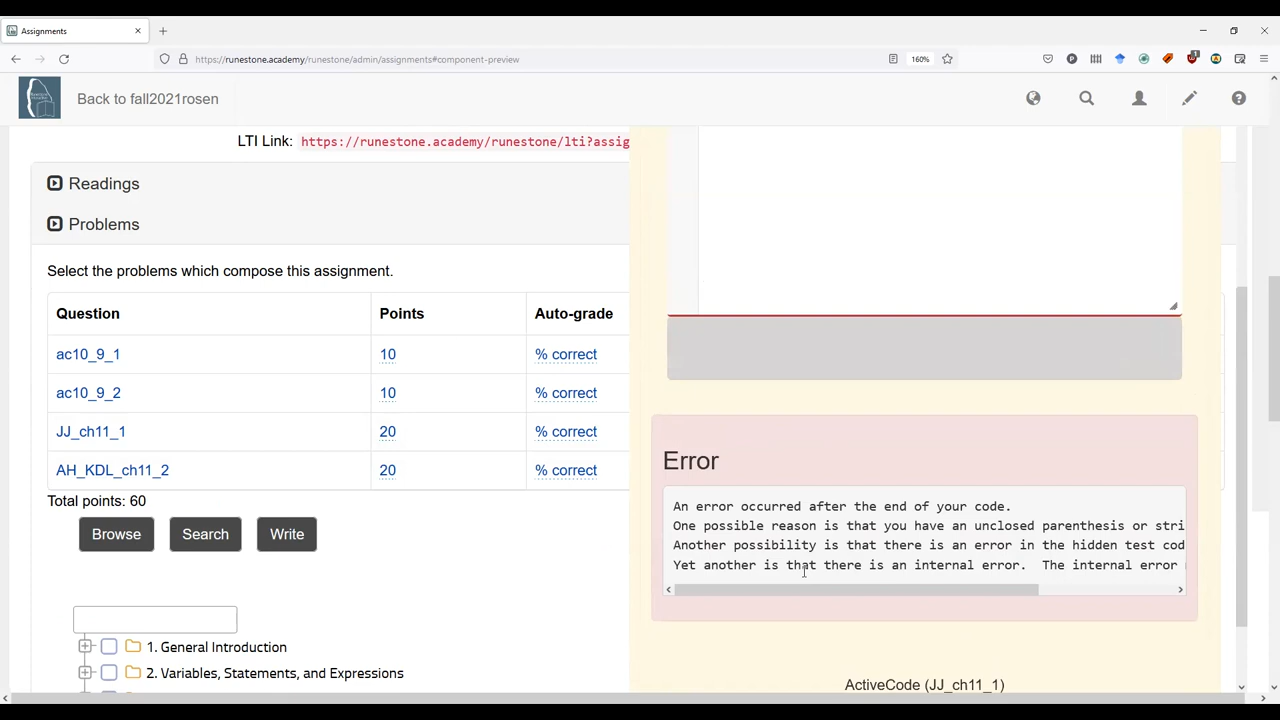 Assignments
https://runestone.academy/runestone/admin/assignments#component-preview
160%
Back to fall2021rosen
LTI Link: https://runestone.academy/runestone/lti?assig
Readings
Problems
Select the problems which compose this assignment.
Question Points Auto-grade
ac10_9_1 10 % correct
ac10_9_2 10 % correct
JJ_ch11_1 20 % correct
AH_KDL_ch11_2 20 % correct
Total points: 60
Browse Search Write
1. General Introduction
2. Variables, Statements, and Expressions
Error
An error occurred after the end of your code.
One possible reason is that you have an unclosed parenthesis or stri
Another possibility is that there is an error in the hidden test cod
Yet another is that there is an internal error. The internal error
ActiveCode (JJ_ch11_1)